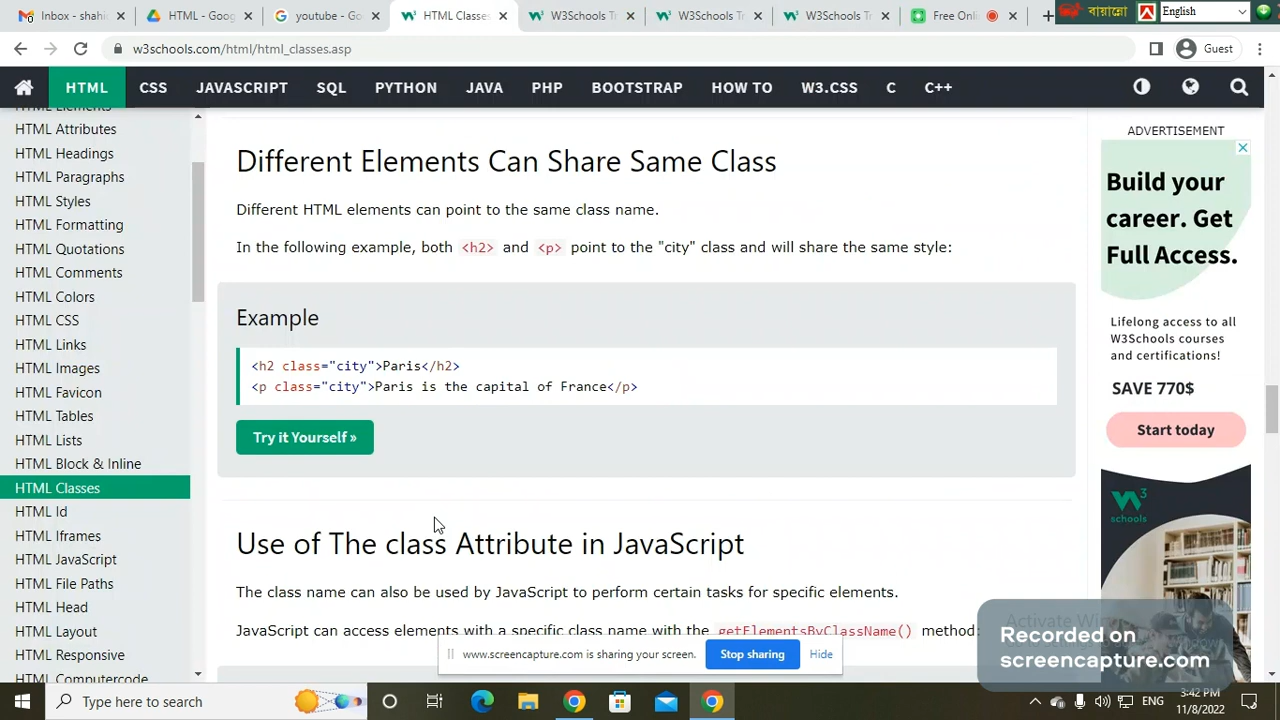 Inbox - shahi
HTML - Goog
youtube - G
HTML Classes
W3Schools T
W3Schools T
W3Schools T
Free Onl
English
w3schools.com/html/html_classes.asp
Guest
HTML
CSS
JAVASCRIPT
SQL
PYTHON
JAVA
PHP
BOOTSTRAP
HOW TO
W3.CSS
C
C++
HTML Elements
HTML Attributes
HTML Headings
HTML Paragraphs
HTML Styles
HTML Formatting
HTML Quotations
HTML Comments
HTML Colors
HTML CSS
HTML Links
HTML Images
HTML Favicon
HTML Tables
HTML Lists
HTML Block & Inline
HTML Classes
HTML Id
HTML Iframes
HTML JavaScript
HTML File Paths
HTML Head
HTML Layout
HTML Responsive
HTML Computercode
Different Elements Can Share Same Class
Different HTML elements can point to the same class name.
In the following example, both <h2> and <p> point to the "city" class and will share the same style:
Example
<h2 class="city">Paris</h2>
<p class="city">Paris is the capital of France</p>
Try it Yourself »
Use of The class Attribute in JavaScript
The class name can also be used by JavaScript to perform certain tasks for specific elements.
JavaScript can access elements with a specific class name with the getElementsByClassName() method:
ADVERTISEMENT
Build your
career. Get
Full Access.
Lifelong access to all
W3Schools courses
and certifications!
SAVE 770$
Start today
W3
schools
Activate Win
Recorded on
screencapture.com
www.screencapture.com is sharing your screen.
Stop sharing
Hide
Type here to search
ENG
3:42 PM
11/8/2022